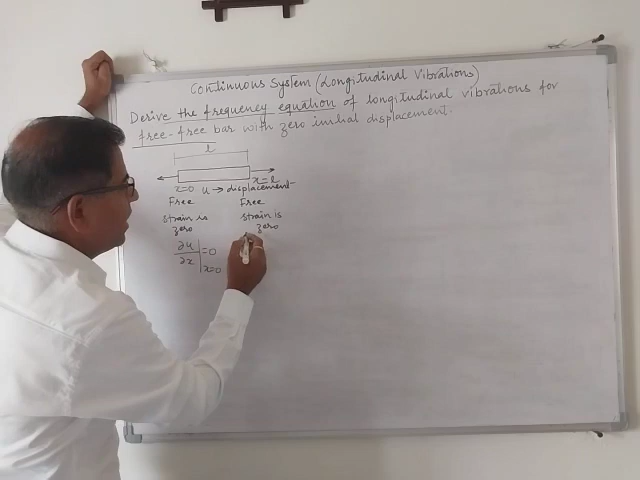 Continuous System (Longitudinal Vibrations)
Derive the frequency equation of longitudinal vibrations for
free-free bar with zero initial displacement.
l
x=0 u → displacement x=l
Free Free
strain is strain is
zero zero
∂u/∂x|x=0 =0